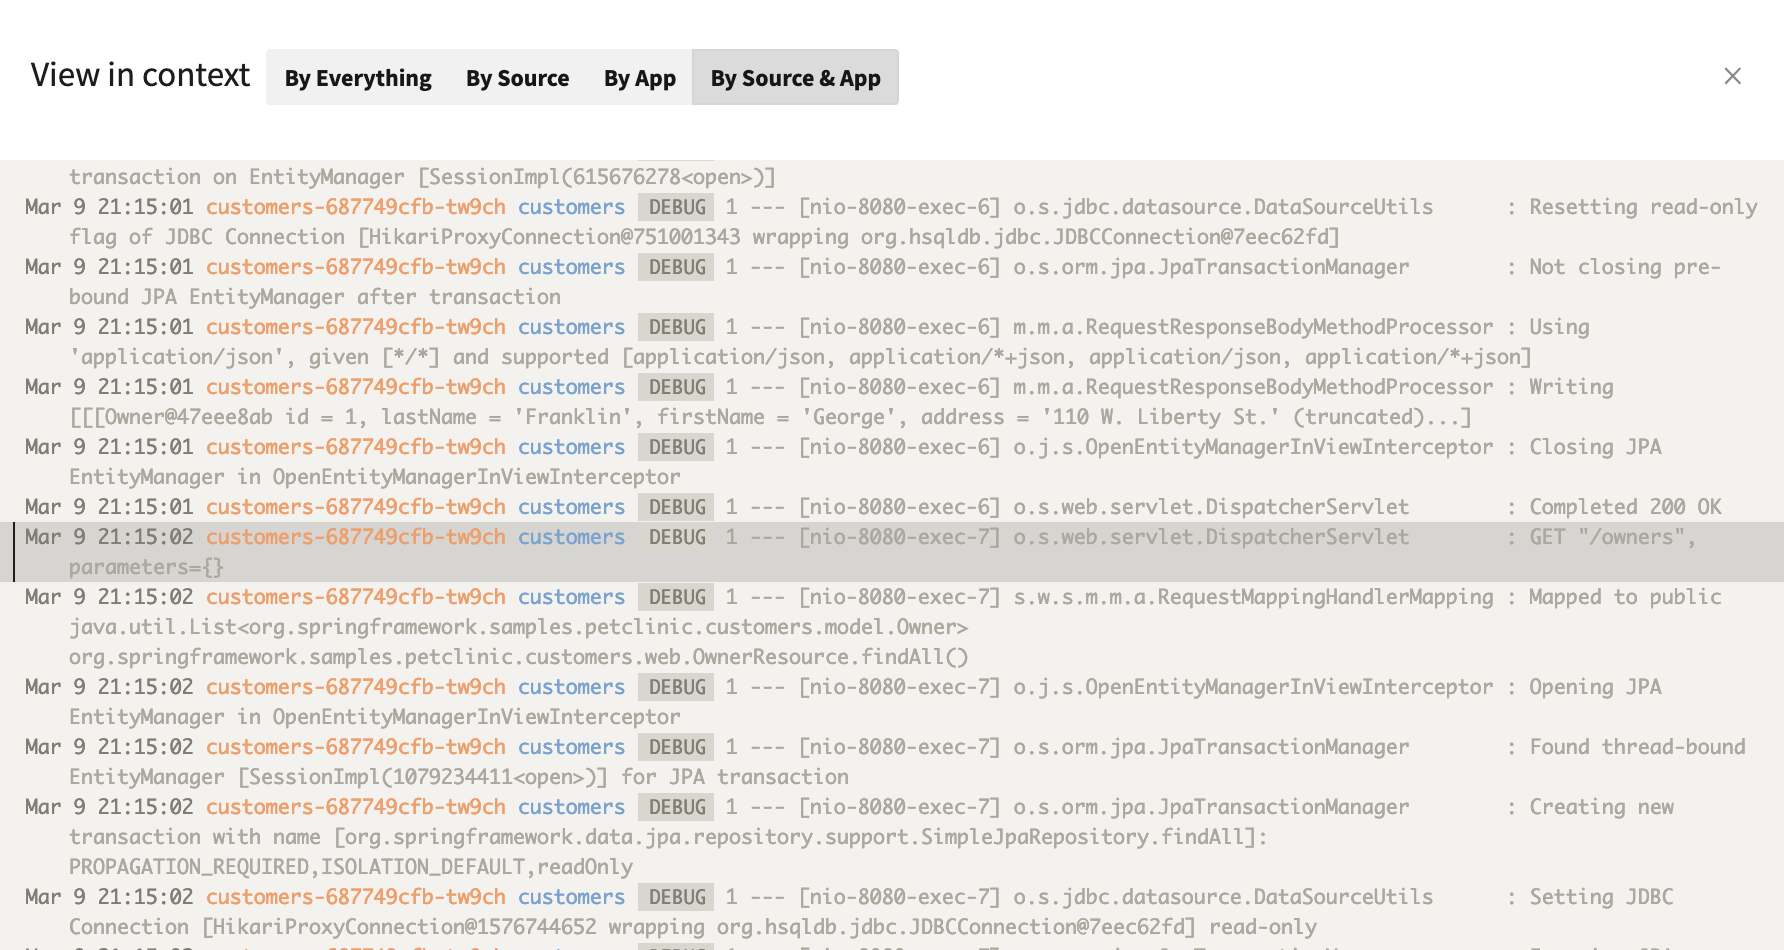 View in context By Everything By Source By App By Source & App
transaction on EntityManager [SessionImpl(615676278<open>)]
Mar 9 21:15:01 customers-687749cfb-tw9ch customers DEBUG 1 --- [nio-8080-exec-6] o.s.jdbc.datasource.DataSourceUtils : Resetting read-only
flag of JDBC Connection [HikariProxyConnection@751001343 wrapping org.hsqldb.jdbc.JDBCConnection@7eec62fd]
Mar 9 21:15:01 customers-687749cfb-tw9ch customers DEBUG 1 --- [nio-8080-exec-6] o.s.orm.jpa.JpaTransactionManager : Not closing pre-
bound JPA EntityManager after transaction
Mar 9 21:15:01 customers-687749cfb-tw9ch customers DEBUG 1 --- [nio-8080-exec-6] m.m.a.RequestResponseBodyMethodProcessor : Using
'application/json', given [*/*] and supported [application/json, application/*+json, application/json, application/*+json]
Mar 9 21:15:01 customers-687749cfb-tw9ch customers DEBUG 1 --- [nio-8080-exec-6] m.m.a.RequestResponseBodyMethodProcessor : Writing
[[[Owner@47eee8ab id = 1, lastName = 'Franklin', firstName = 'George', address = '110 W. Liberty St.' (truncated)...]
Mar 9 21:15:01 customers-687749cfb-tw9ch customers DEBUG 1 --- [nio-8080-exec-6] o.j.s.OpenEntityManagerInViewInterceptor : Closing JPA
EntityManager in OpenEntityManagerInViewInterceptor
Mar 9 21:15:01 customers-687749cfb-tw9ch customers DEBUG 1 --- [nio-8080-exec-6] o.s.web.servlet.DispatcherServlet : Completed 200 OK
Mar 9 21:15:02 customers-687749cfb-tw9ch customers DEBUG 1 --- [nio-8080-exec-7] o.s.web.servlet.DispatcherServlet : GET "/owners",
parameters={}
Mar 9 21:15:02 customers-687749cfb-tw9ch customers DEBUG 1 --- [nio-8080-exec-7] s.w.s.m.m.a.RequestMappingHandlerMapping : Mapped to public
java.util.List<org.springframework.samples.petclinic.customers.model.Owner>
org.springframework.samples.petclinic.customers.web.OwnerResource.findAll()
Mar 9 21:15:02 customers-687749cfb-tw9ch customers DEBUG 1 --- [nio-8080-exec-7] o.j.s.OpenEntityManagerInViewInterceptor : Opening JPA
EntityManager in OpenEntityManagerInViewInterceptor
Mar 9 21:15:02 customers-687749cfb-tw9ch customers DEBUG 1 --- [nio-8080-exec-7] o.s.orm.jpa.JpaTransactionManager : Found thread-bound
EntityManager [SessionImpl(1079234411<open>)] for JPA transaction
Mar 9 21:15:02 customers-687749cfb-tw9ch customers DEBUG 1 --- [nio-8080-exec-7] o.s.orm.jpa.JpaTransactionManager : Creating new
transaction with name [org.springframework.data.jpa.repository.support.SimpleJpaRepository.findAll]:
PROPAGATION_REQUIRED,ISOLATION_DEFAULT,readOnly
Mar 9 21:15:02 customers-687749cfb-tw9ch customers DEBUG 1 --- [nio-8080-exec-7] o.s.jdbc.datasource.DataSourceUtils : Setting JDBC
Connection [HikariProxyConnection@1576744652 wrapping org.hsqldb.jdbc.JDBCConnection@7eec62fd] read-only